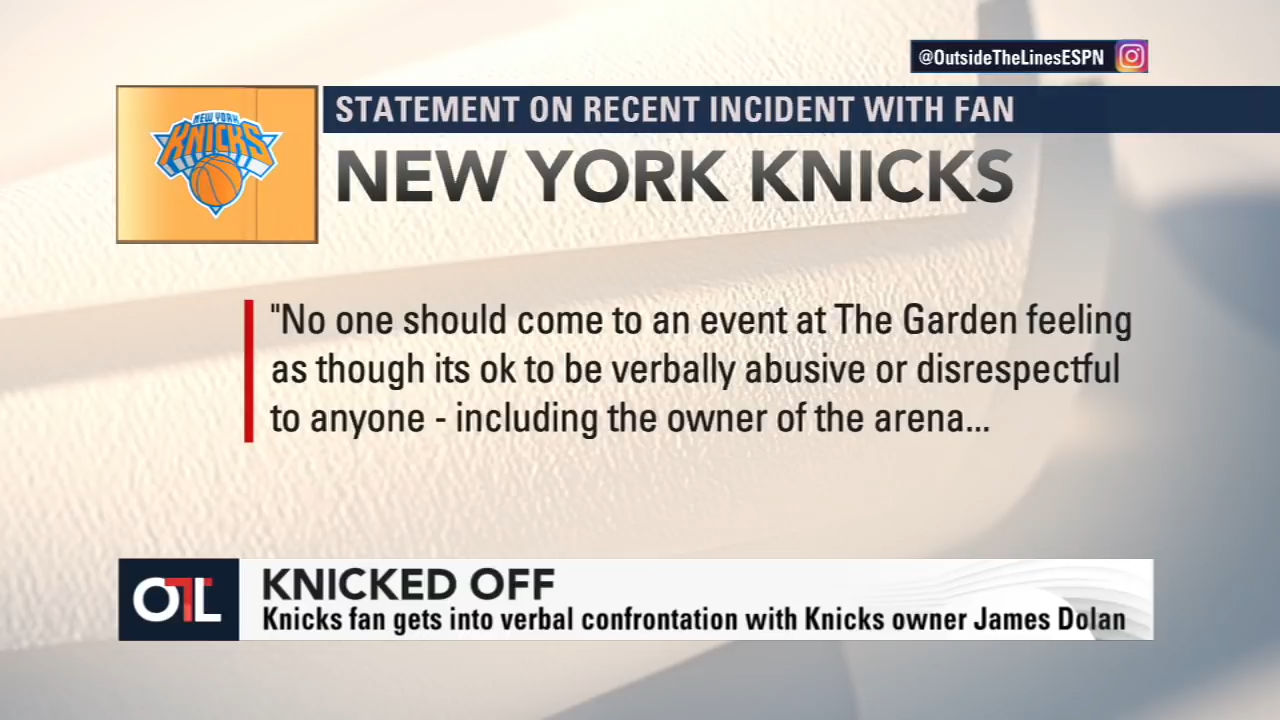 @OutsideTheLinesESPN
NEW YORK
KNICKS
STATEMENT ON RECENT INCIDENT WITH FAN
NEW YORK KNICKS
"No one should come to an event at The Garden feeling
as though its ok to be verbally abusive or disrespectful
to anyone - including the owner of the arena...
OTL
KNICKED OFF
Knicks fan gets into verbal confrontation with Knicks owner James Dolan